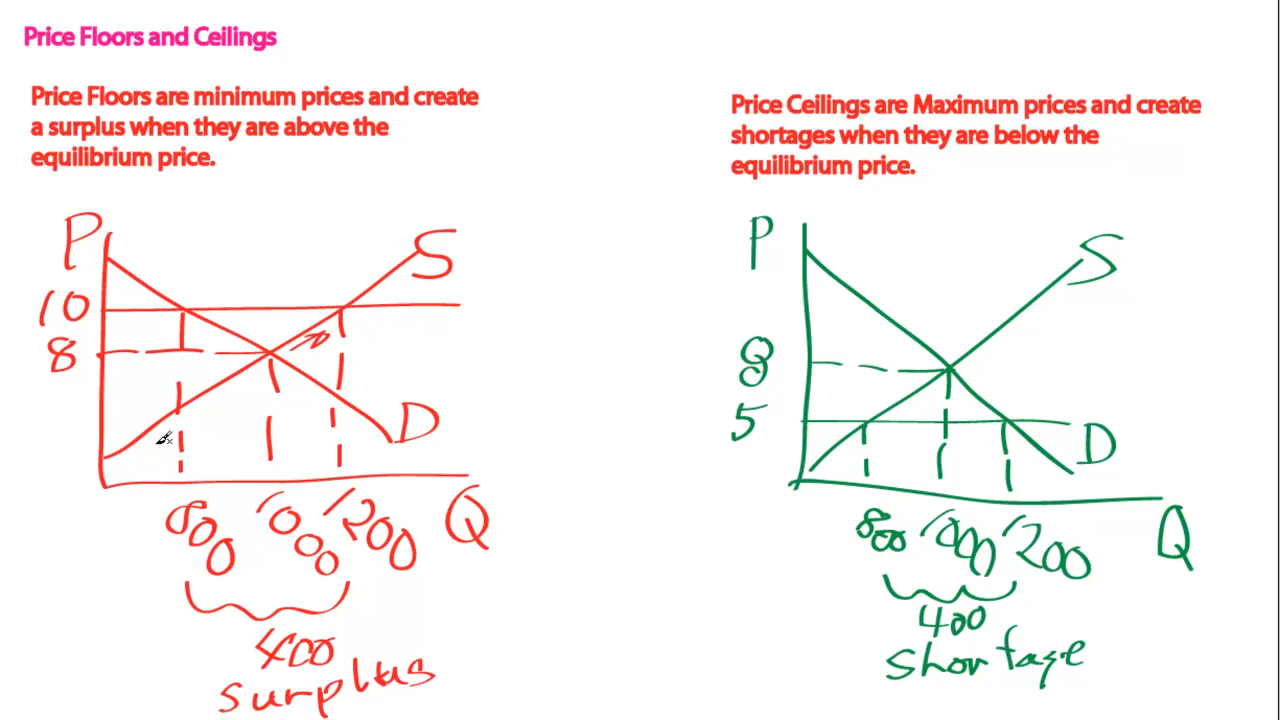 Price Floors and Ceilings
Price Floors are minimum prices and create
a surplus when they are above the
equilibrium price.
P
S
10
8
D
800 1000 1200 Q
400
surplus
Price Ceilings are Maximum prices and create
shortages when they are below the
equilibrium price.
P
S
8
5
D
800 1000 1200 Q
400
shortage